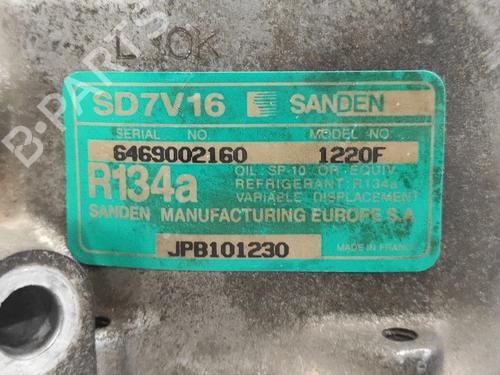 L OK
B-PARTS
SD7V16 SANDEN
SERIAL NO. MODEL NO
6469002160 1220F
R134a OIL SP-10 OR EQUIV
REFRIGERANT: R134a
VARIABLE DISPLACEMENT
SANDEN MANUFACTURING EUROPE S.A
JPB101230 MADE IN FRANCE